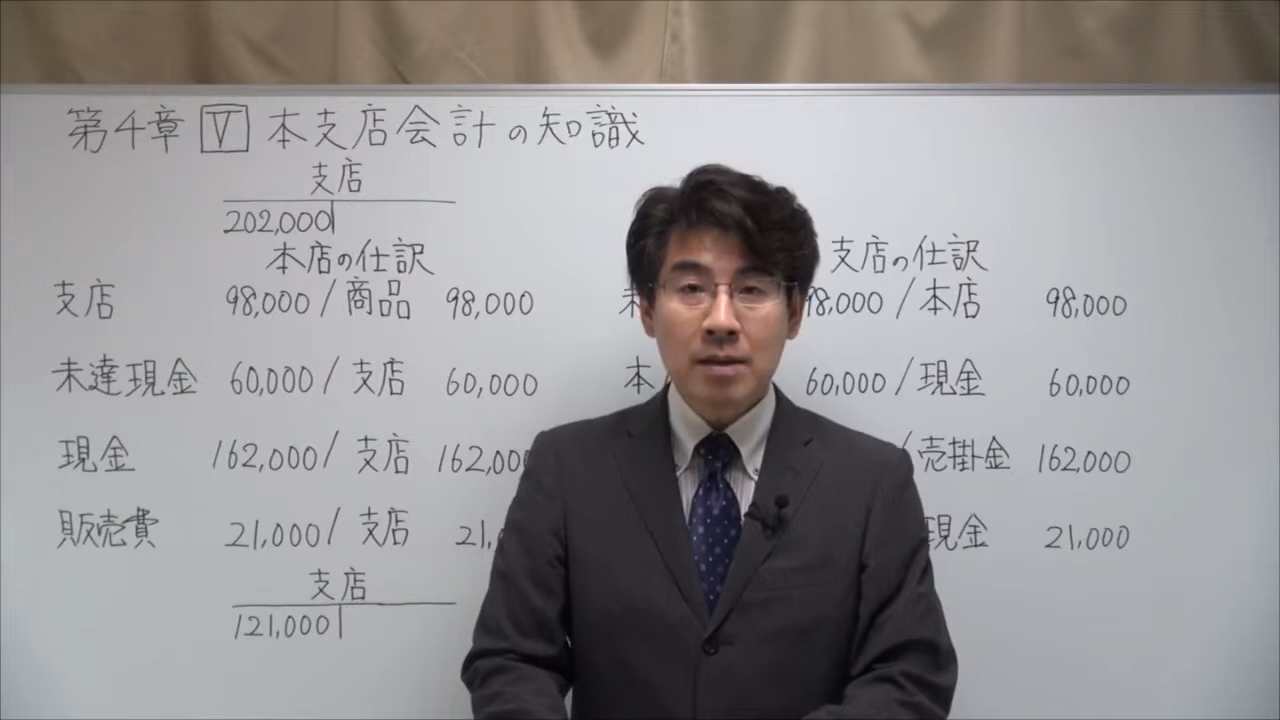 第4章 Ⅴ 本支店会計の知識
支店
202,000
本店の仕訳 支店の仕訳
支店 98,000 / 商品 98,000 98,000 / 本店 98,000
未達現金 60,000 / 支店 60,000 本 60,000 / 現金 60,000
現金 162,000 / 支店 162,000 / 売掛金 162,000
販売費 21,000 / 支店 21, 現金 21,000
支店
121,000